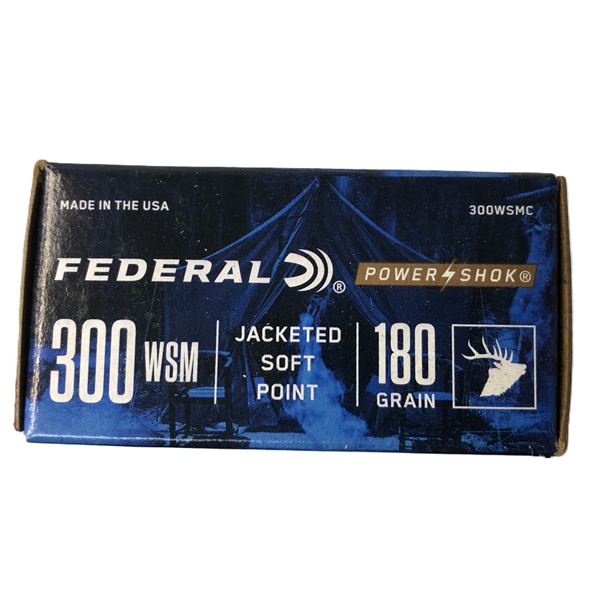 MADE IN THE USA
300WSMC
FEDERAL ®
POWER SHOK®
300 WSM
JACKETED
SOFT
POINT
180
GRAIN